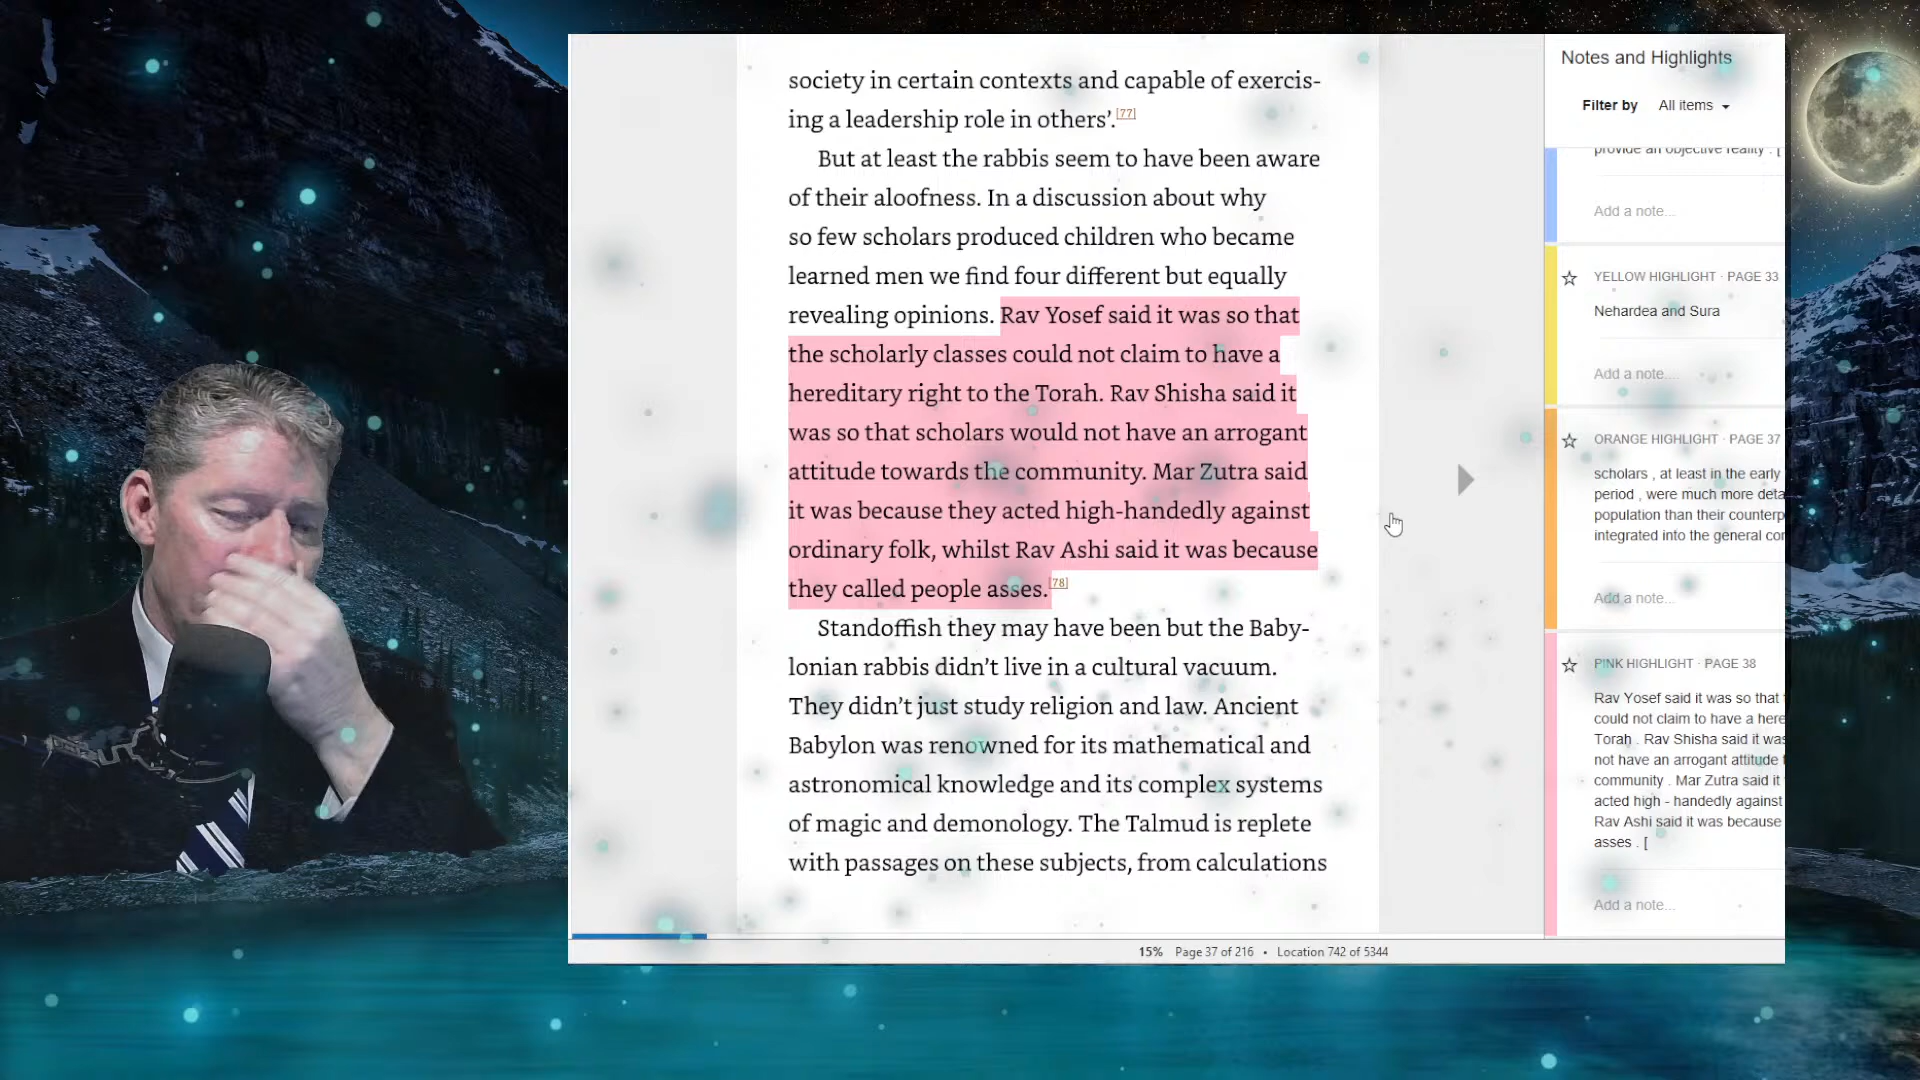 society in certain contexts and capable of exercis-
ing a leadership role in others’.[77]
But at least the rabbis seem to have been aware
of their aloofness. In a discussion about why
so few scholars produced children who became
learned men we find four different but equally
revealing opinions. Rav Yosef said it was so that
the scholarly classes could not claim to have a
hereditary right to the Torah. Rav Shisha said it
was so that scholars would not have an arrogant
attitude towards the community. Mar Zutra said
it was because they acted high-handedly against
ordinary folk, whilst Rav Ashi said it was because
they called people asses.[78]
Standoffish they may have been but the Baby-
lonian rabbis didn’t live in a cultural vacuum.
They didn’t just study religion and law. Ancient
Babylon was renowned for its mathematical and
astronomical knowledge and its complex systems
of magic and demonology. The Talmud is replete
with passages on these subjects, from calculations
15% Page 37 of 216 • Location 742 of 5344
Notes and Highlights
Filter by All items
provide an objective reality . [
Add a note...
YELLOW HIGHLIGHT · PAGE 33
Nehardea and Sura
Add a note...
ORANGE HIGHLIGHT · PAGE 37
scholars , at least in the early
period , were much more deta
population than their counterp
integrated into the general cor
Add a note...
PINK HIGHLIGHT · PAGE 38
Rav Yosef said it was so that
could not claim to have a here
Torah . Rav Shisha said it was
not have an arrogant attitude
community . Mar Zutra said it
acted high - handedly against
Rav Ashi said it was because
asses . [
Add a note...